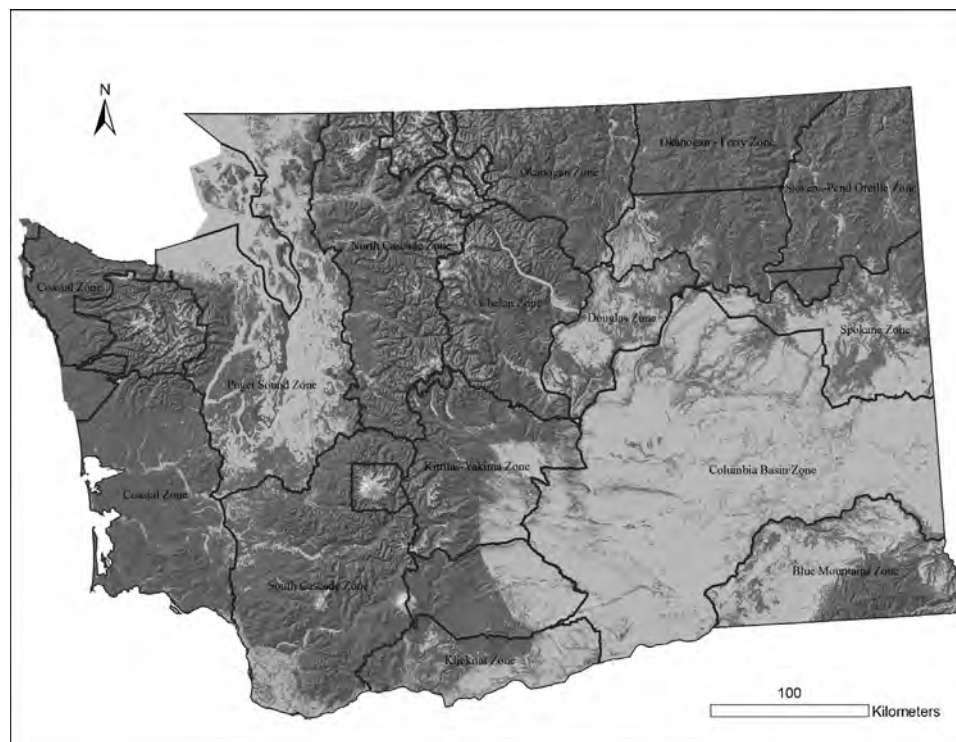 N
Okanogan - Ferry Zone
Okanogan Zone
Stevens-Pend Oreille Zone
North Cascade Zone
Coastal Zone
Chelan Zone
Douglas Zone
Spokane Zone
Puget Sound Zone
Kittitas-Yakima Zone
Columbia Basin Zone
Coastal Zone
Blue Mountains Zone
South Cascade Zone
Klickitat Zone
100
Kilometers